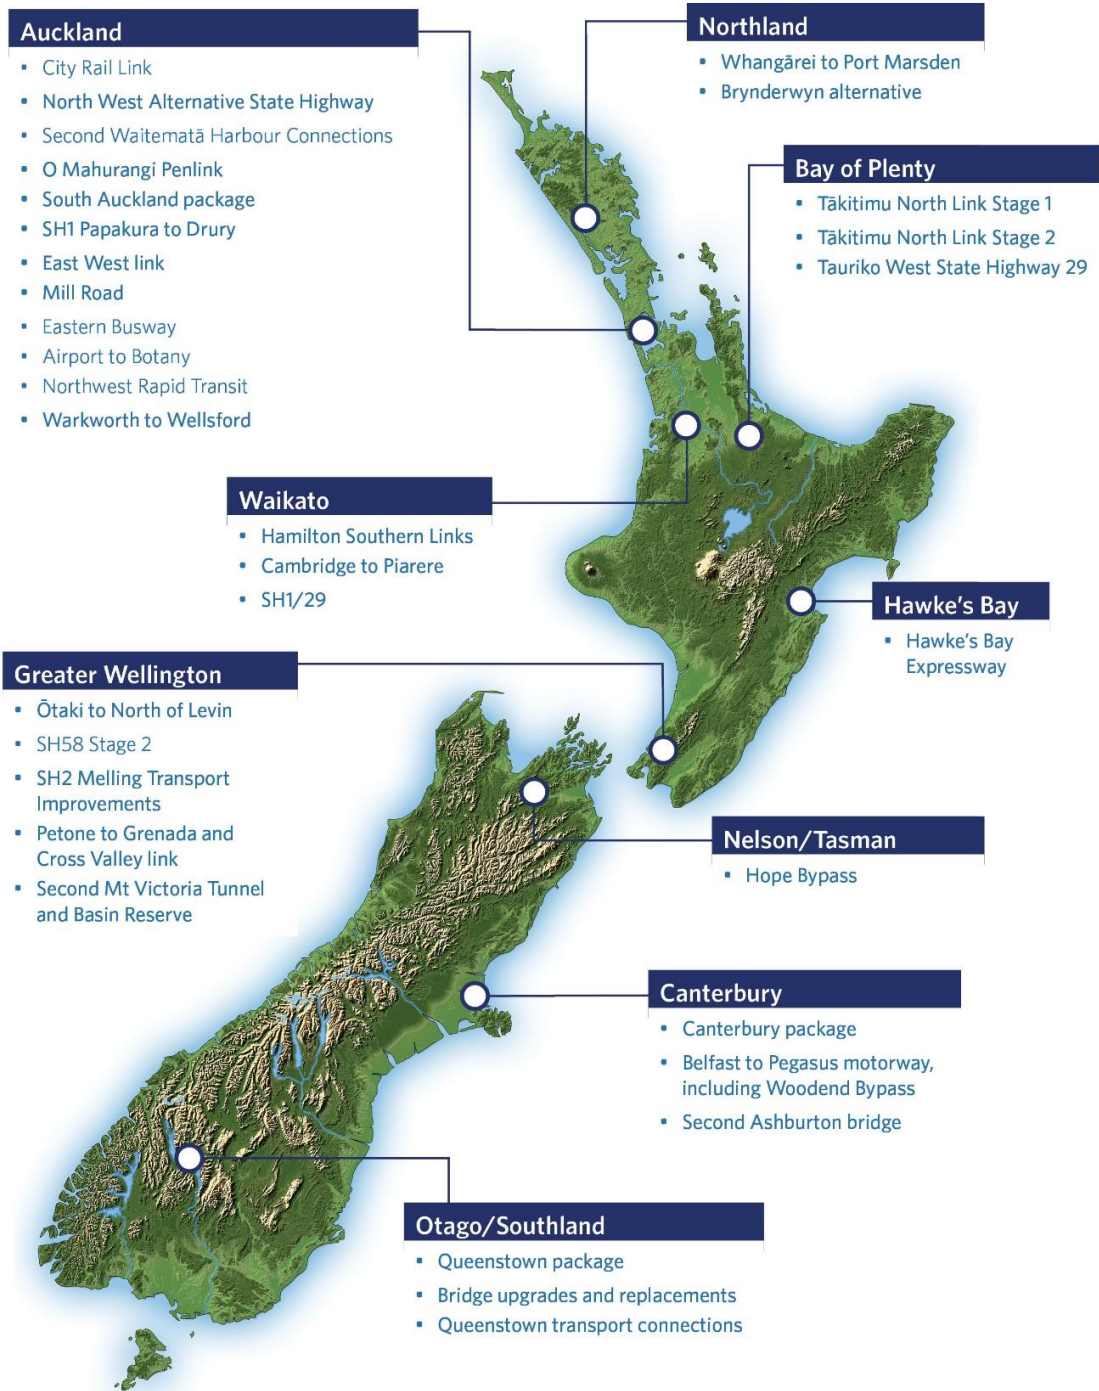 Auckland
• City Rail Link
• North West Alternative State Highway
• Second Waitematā Harbour Connections
• O Mahurangi Penlink
• South Auckland package
• SH1 Papakura to Drury
• East West link
• Mill Road
• Eastern Busway
• Airport to Botany
• Northwest Rapid Transit
• Warkworth to Wellsford
Northland
• Whangārei to Port Marsden
• Brynderwyn alternative
Bay of Plenty
• Tākitimu North Link Stage 1
• Tākitimu North Link Stage 2
• Tauriko West State Highway 29
Waikato
• Hamilton Southern Links
• Cambridge to Piarere
• SH1/29
Hawke's Bay
• Hawke's Bay
Expressway
Greater Wellington
• Ōtaki to North of Levin
• SH58 Stage 2
• SH2 Melling Transport
Improvements
• Petone to Grenada and
Cross Valley link
• Second Mt Victoria Tunnel
and Basin Reserve
Nelson/Tasman
• Hope Bypass
Canterbury
• Canterbury package
• Belfast to Pegasus motorway,
including Woodend Bypass
• Second Ashburton bridge
Otago/Southland
• Queenstown package
• Bridge upgrades and replacements
• Queenstown transport connections